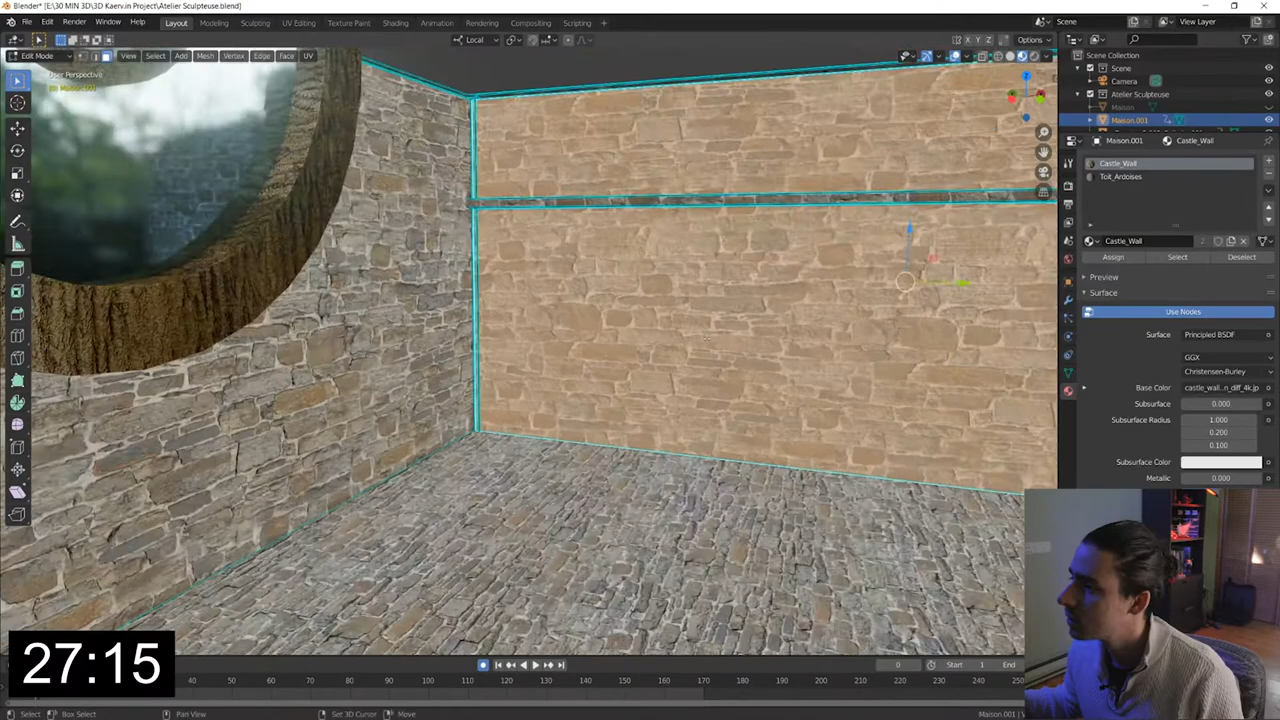 Blender* [E:\30 MIN 3D\3D Kaerv.in Project\Atelier Sculpteuse.blend]
File Edit Render Window Help Layout Modeling Sculpting UV Editing Texture Paint Shading Animation Rendering Compositing Scripting + Scene View Layer
Local X Y Z Options
Edit Mode View Select Add Mesh Vertex Edge Face UV
User Perspective
Scene Collection
Scene
Camera
Atelier Sculpteuse
Maison
Maison.001
Maison.001 Castle_Wall
Castle_Wall
Toit_Ardoises
Castle_Wall 2
Assign Select Deselect
Preview
Surface
Use Nodes
Surface Principled BSDF
GGX
Christensen-Burley
Base Color castle_wall...n_diff_4k.jp
Subsurface 0.000
Subsurface Radius 1.000
0.200
0.100
Subsurface Color
Metallic 0.000
27:15
0 Start 1 End
40 50 60 70 80 90 100 110 120 130 140 150 160 170 180 190 200 210 220 230 240
Select Box Select Pan View Set 3D Cursor Move